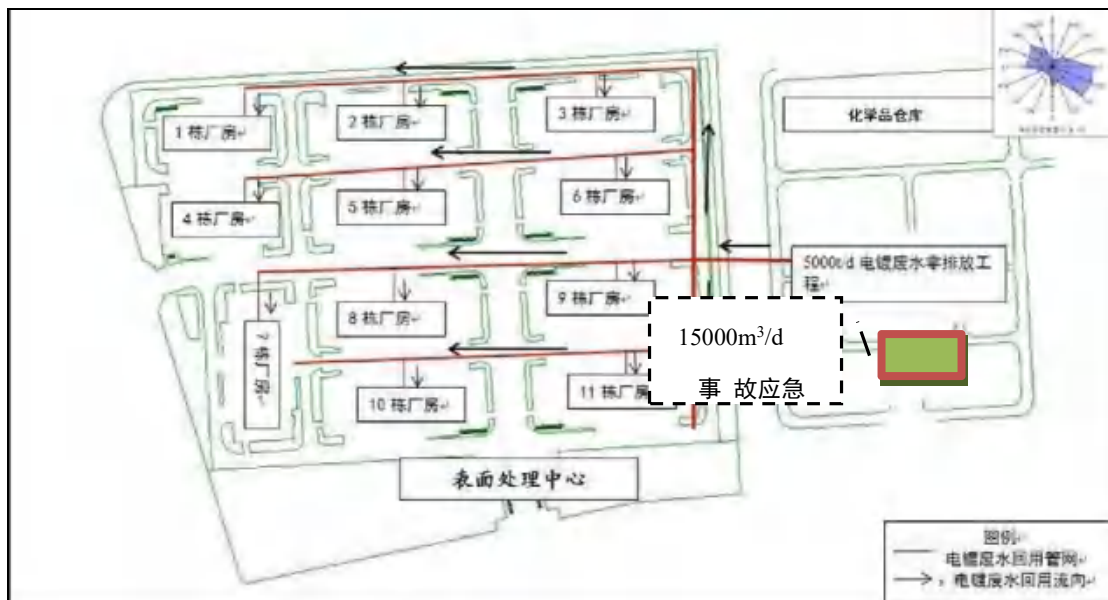 1 栋厂房
2 栋厂房
3 栋厂房
化学品仓库
4 栋厂房
5 栋厂房
6 栋厂房
5000t/d 电镀废水零排放工
程
7 栋厂房
8 栋厂房
9 栋厂房
15000m³/d
事 故应急
10 栋厂房
11 栋厂房
表面处理中心
图例
电镀废水回用管网
电镀废水回用流向